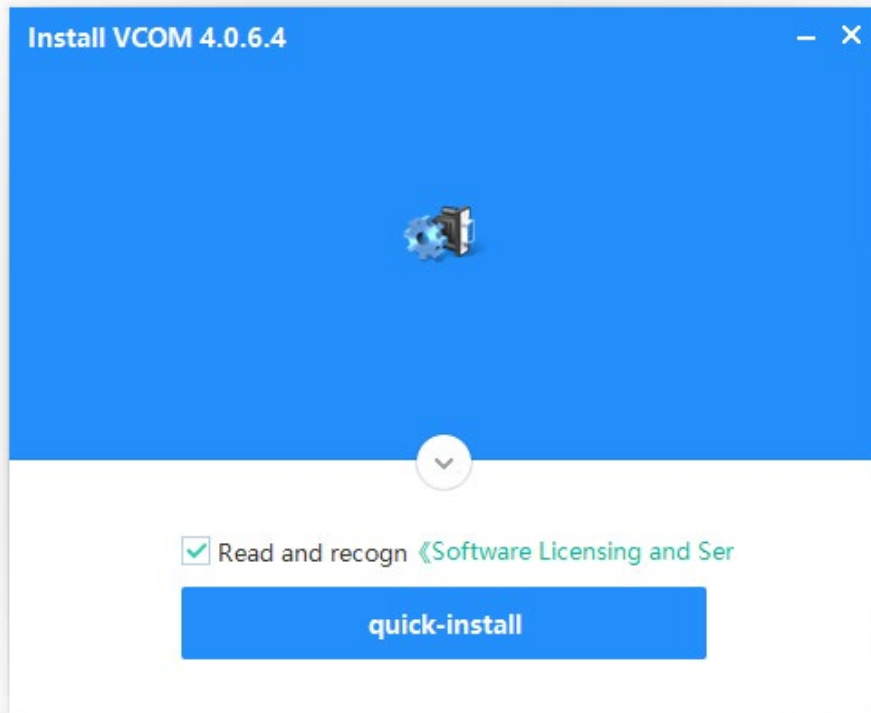 Install VCOM 4.0.6.4
Read and recogn 《Software Licensing and Ser
quick-install